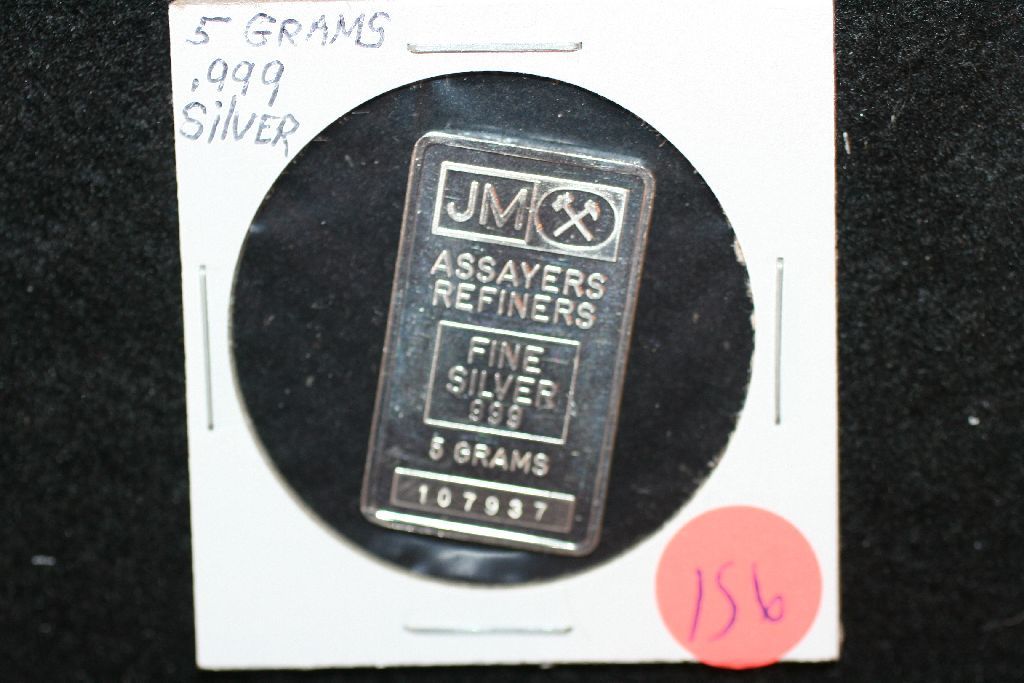 5 GRAMS
.999
SilVER
JM
ASSAYERS
REFINERS
FINE
SILVER
999
5 GRAMS
107937
156